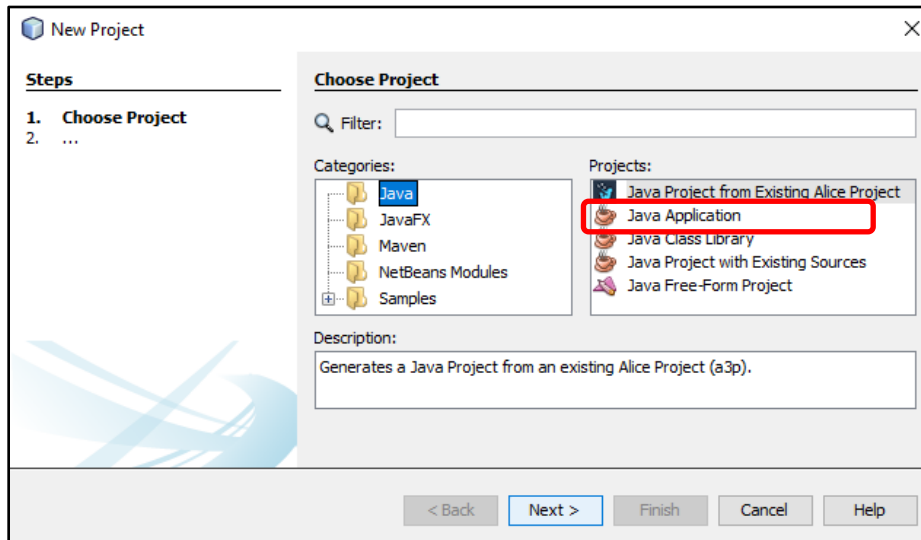 New Project
Steps
1. Choose Project
2. ...
Choose Project
Filter:
Categories:
Java
JavaFX
Maven
NetBeans Modules
Samples
Projects:
Java Project from Existing Alice Project
Java Application
Java Class Library
Java Project with Existing Sources
Java Free-Form Project
Description:
Generates a Java Project from an existing Alice Project (a3p).
< Back
Next >
Finish
Cancel
Help